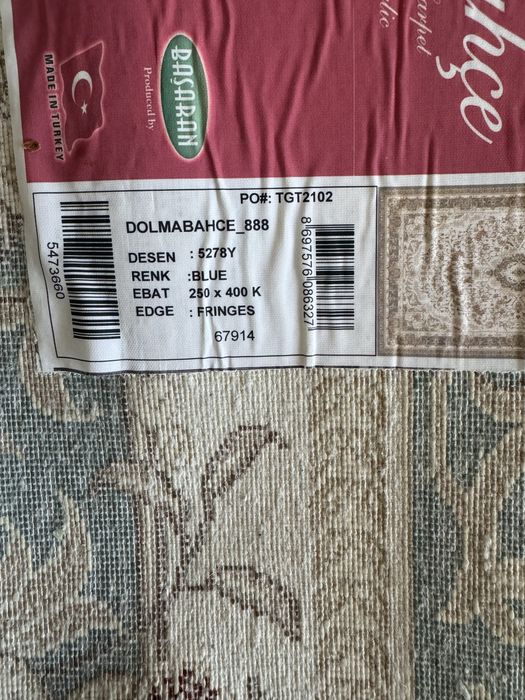 MADE IN TURKEY
Produced by
BAŞARAN
hçe
arpet
lic
PO#: TGT2102
DOLMABAHCE_888
DESEN : 5278Y
RENK :BLUE
EBAT 250 x 400 K
EDGE : FRINGES
67914
5473660
8 697576 086327